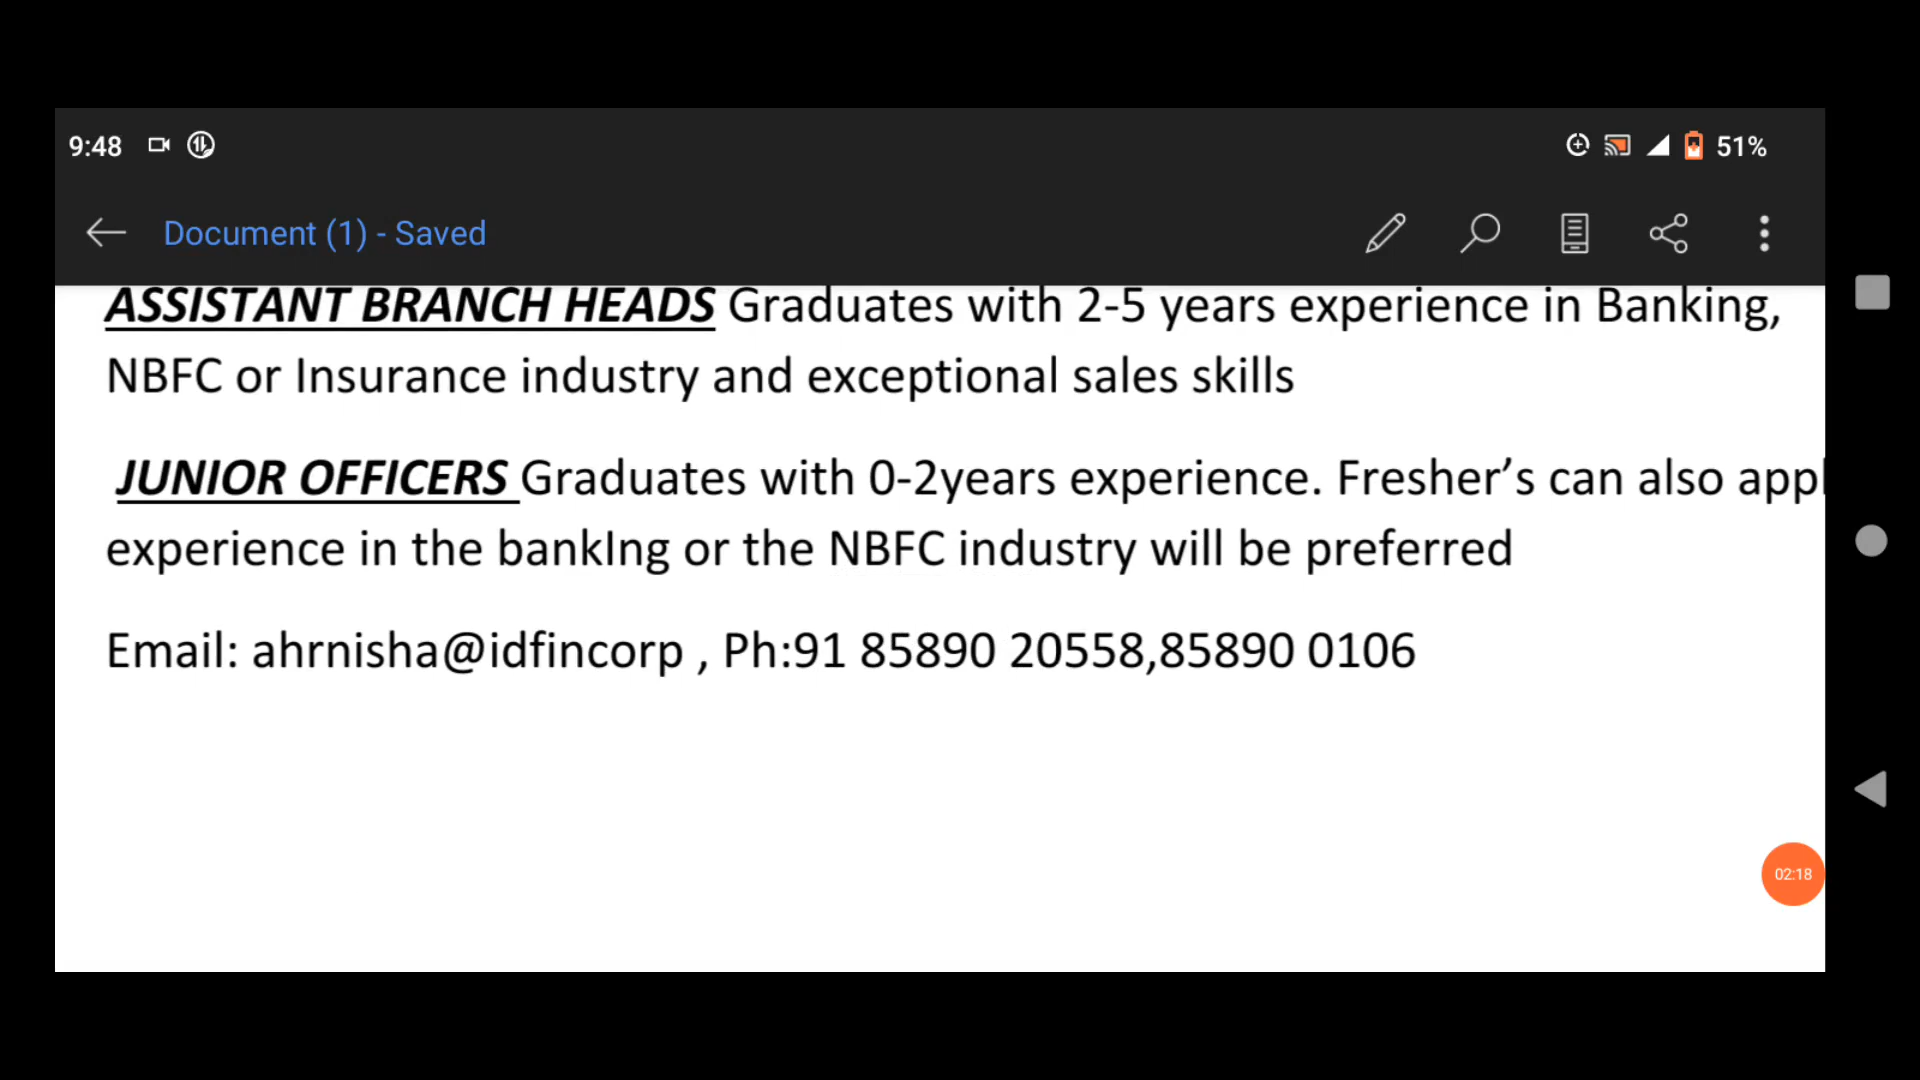 9:48
51%
Document (1) - Saved
ASSISTANT BRANCH HEADS Graduates with 2-5 years experience in Banking,
NBFC or Insurance industry and exceptional sales skills
JUNIOR OFFICERS Graduates with 0-2years experience. Fresher’s can also appl
experience in the bankIng or the NBFC industry will be preferred
Email: ahrnisha@idfincorp , Ph:91 85890 20558,85890 0106
02:18